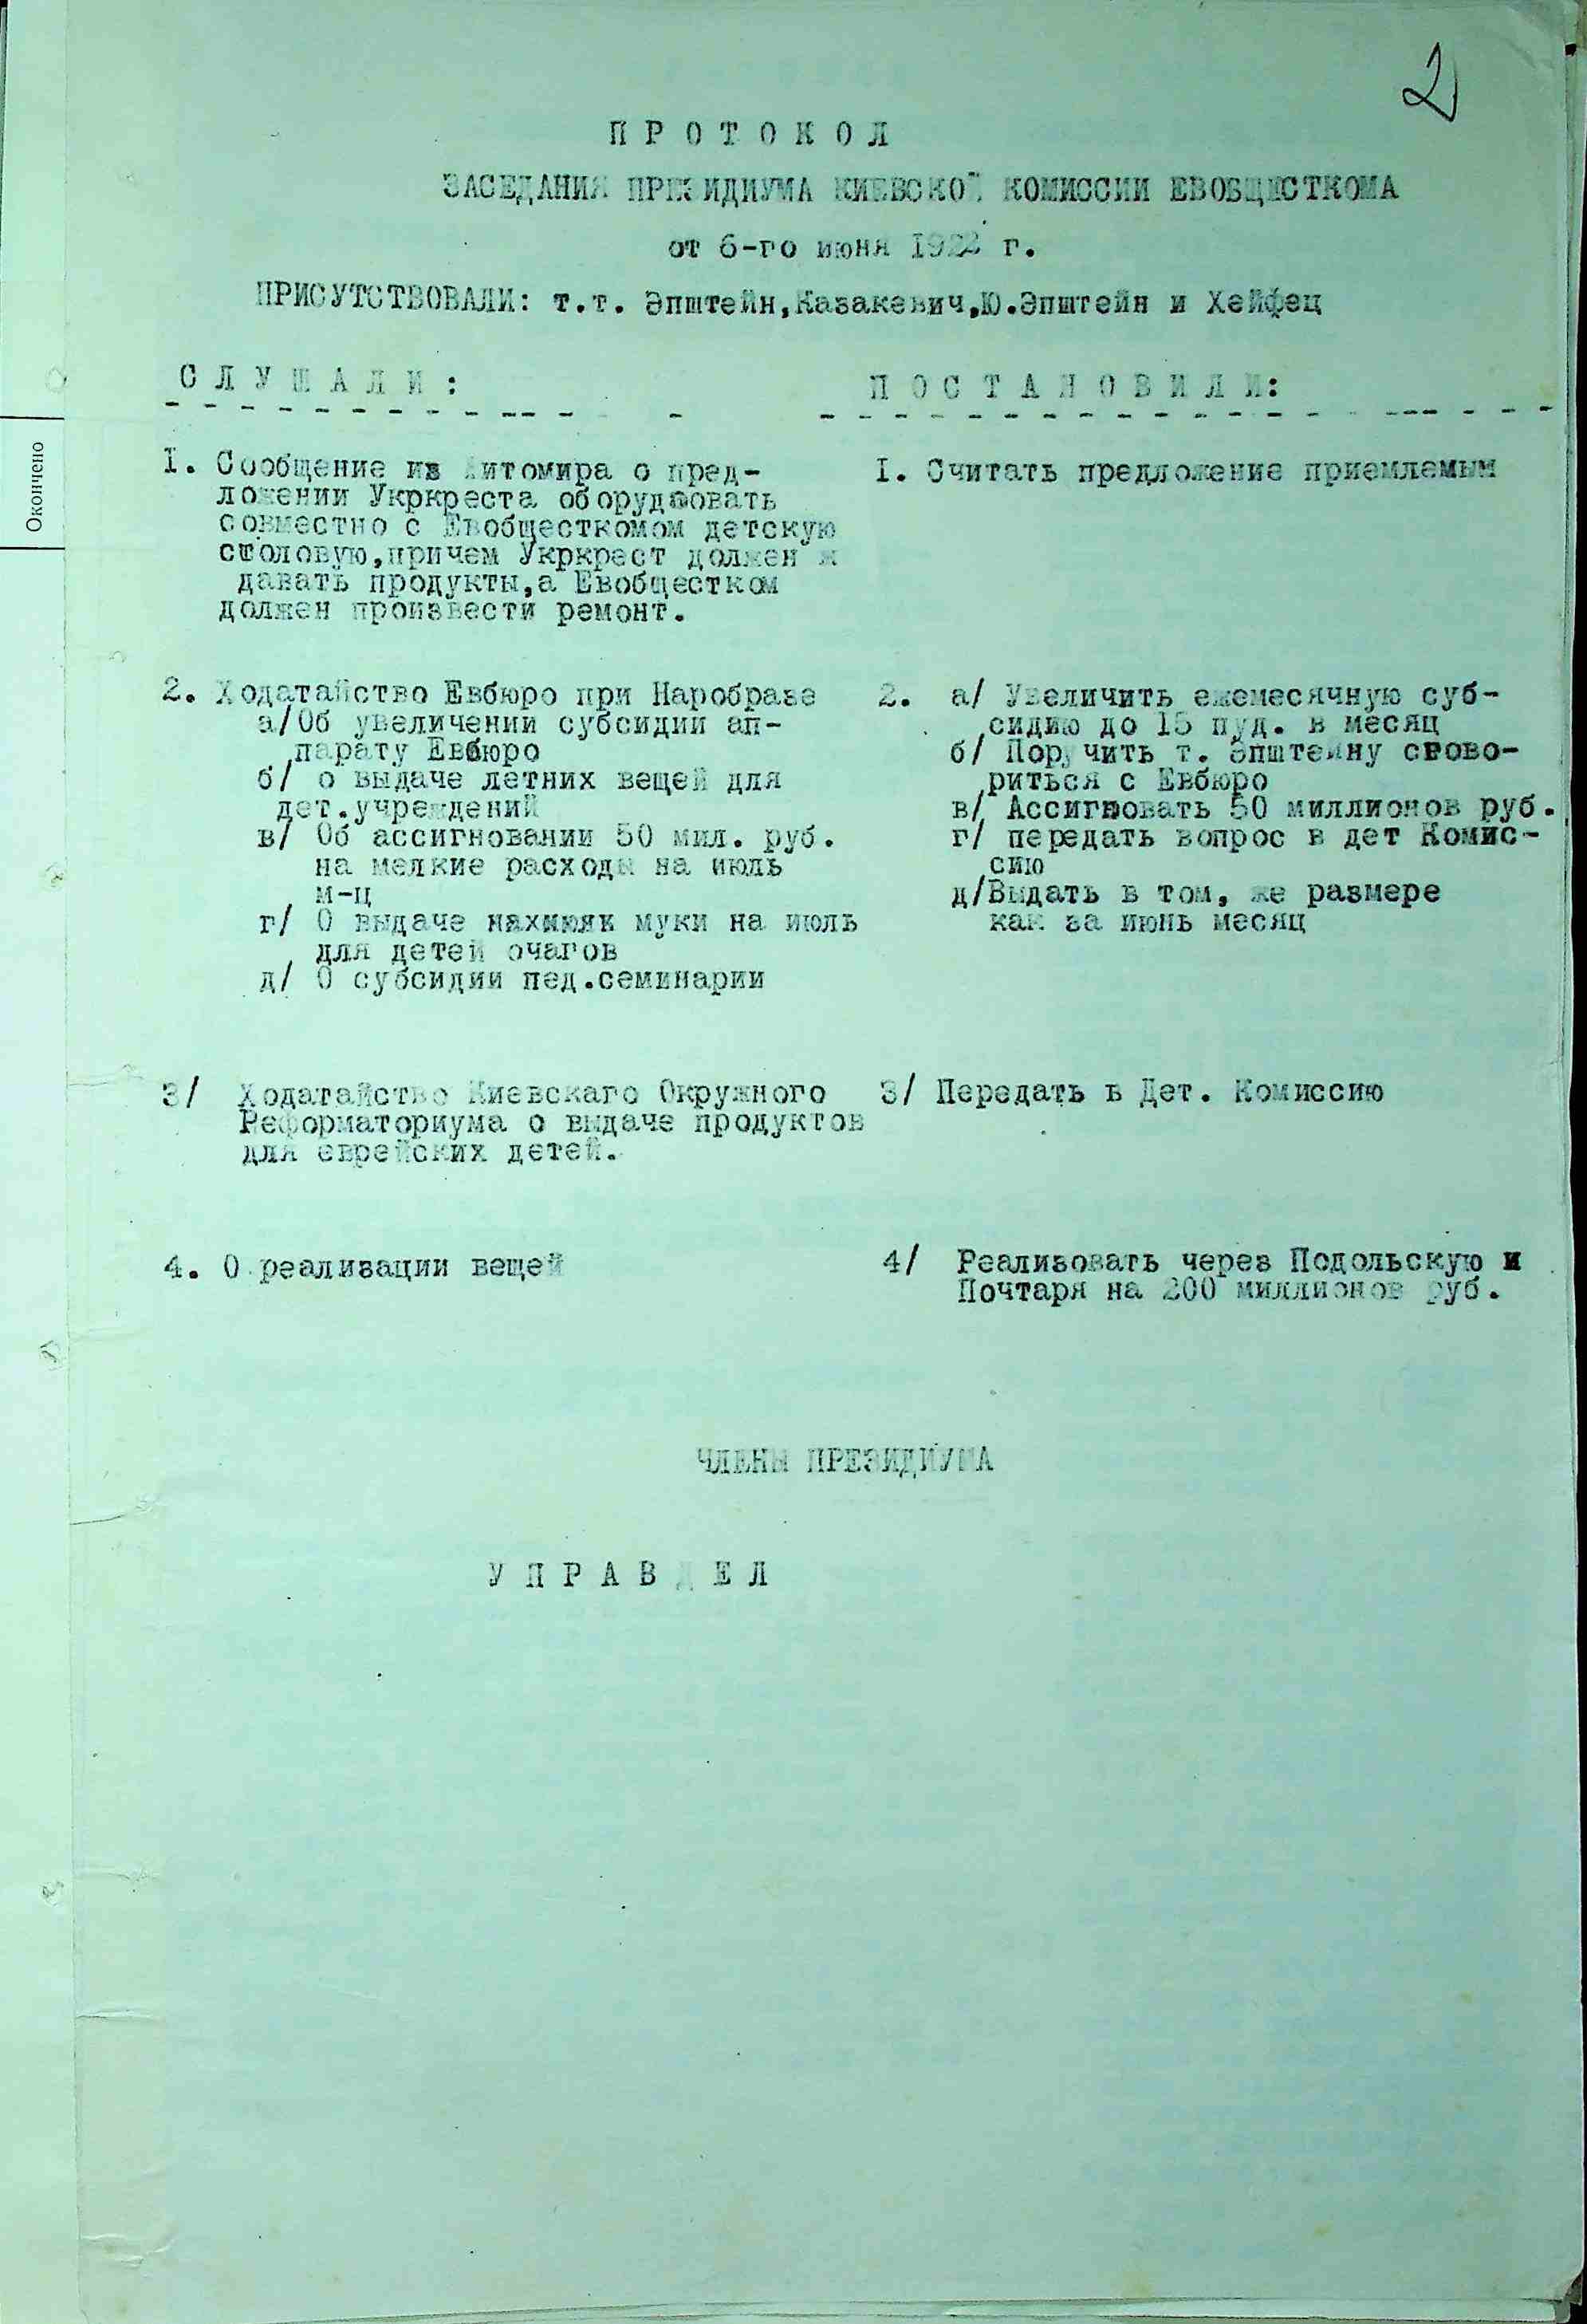 2
П Р О Т О К О Л
ЗАСЕДАНИЯ ПРЕЗИДИУМА КИЕВСКОЙ КОМИССИИ ЕВОБЩЕСТКОМА
от 6-го июня 1922 г.
ПРИСУТСТВОВАЛИ: т.т. Эпштейн,Казакевич,Ю.Эпштейн и Хейфец
С Л У Ш А Л И :
П О С Т А Н О В И Л И:
Окончено
I. Сообщение из Житомира о пред-
ложении Укркреста оборудовать
совместно с Евобщесткомом детскую
столовую,причем Укркрест должен
давать продукты,а Евобщестком
должен произвести ремонт.
I. Считать предложение приемлемым
2. Ходатайство Евбюро при Наробразе
а/Об увеличении субсидии ап-
парату Евбюро
б/ о выдаче летних вещей для
дет.учреждений
в/ Об ассигновании 50 мил. руб.
на мелкие расходы на июль
м-ц
г/ О выдаче муки на июль
для детей очагов
д/ О субсидии пед.семинарии
2. а/ Увеличить ежемесячную суб-
сидию до 15 пуд. в месяц
б/ Поручить т. Эпштейну сгово-
риться с Евбюро
в/ Ассигновать 50 миллионов руб.
г/ передать вопрос в дет Комис-
сию
д/Выдать в том, же размере
как за июнь месяц
3/ Ходатайство Киевскаго Окружного
Реформаториума о выдаче продуктов
для еврейских детей.
3/ Передать в Дет. Комиссию
4. О реализации вещей
4/ Реализовать через Подольскую и
Почтаря на 200 миллионов руб.
ЧЛЕНЫ ПРЕЗИДИУМА
У П Р А В Д Е Л